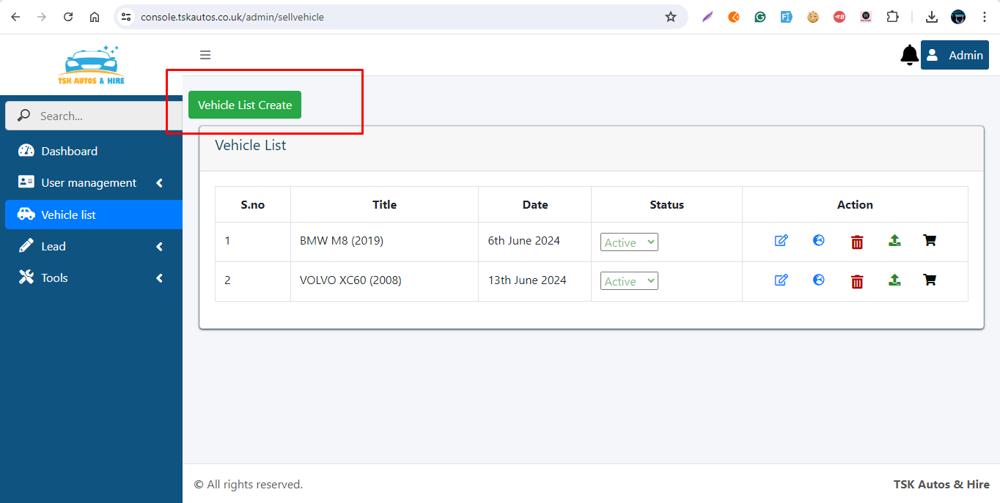 console.tskautos.co.uk/admin/sellvehicle
TSK AUTOS & HIRE
Admin
Search...
Dashboard
User management
Vehicle list
Lead
Tools
Vehicle List Create
Vehicle List
S.no Title Date Status Action
1 BMW M8 (2019) 6th June 2024 Active
2 VOLVO XC60 (2008) 13th June 2024 Active
© All rights reserved. TSK Autos & Hire